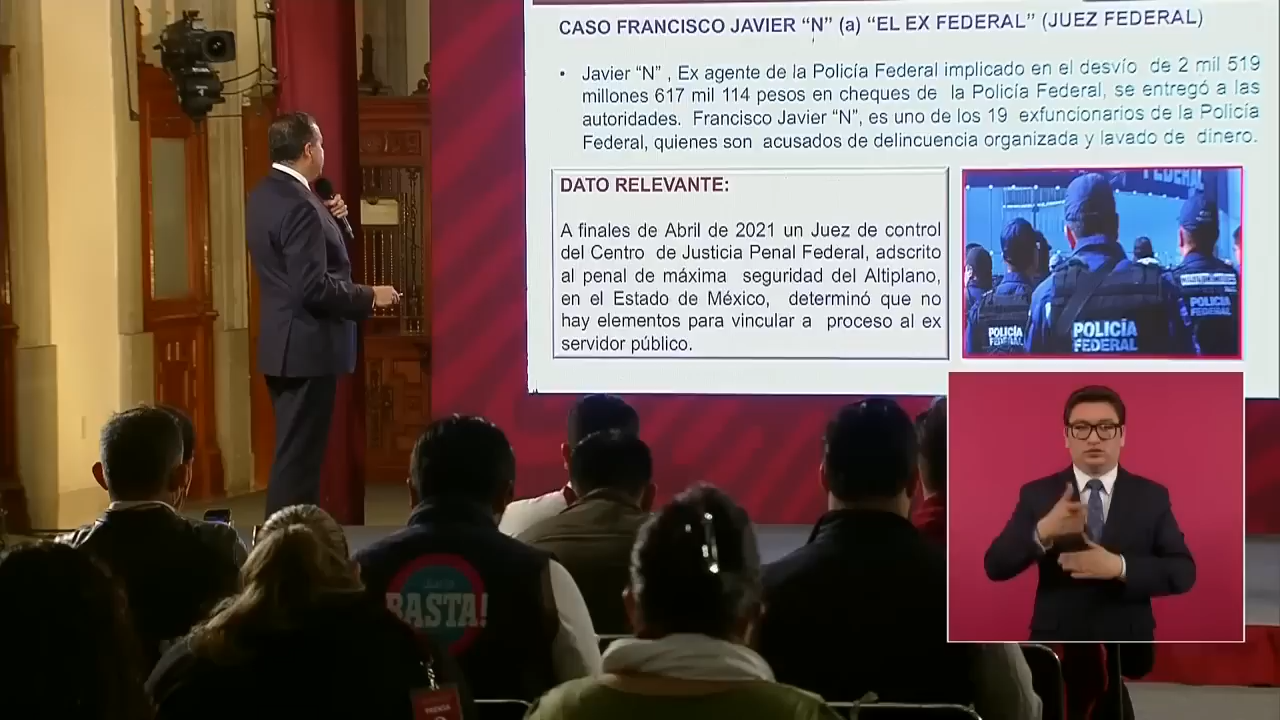 CASO FRANCISCO JAVIER “N” (a) “EL EX FEDERAL” (JUEZ FEDERAL)
• Javier “N” , Ex agente de la Policía Federal implicado en el desvío de 2 mil 519
millones 617 mil 114 pesos en cheques de la Policía Federal, se entregó a las
autoridades. Francisco Javier “N”, es uno de los 19 exfuncionarios de la Policía
Federal, quienes son acusados de delincuencia organizada y lavado de dinero.
DATO RELEVANTE:
A finales de Abril de 2021 un Juez de control
del Centro de Justicia Penal Federal, adscrito
al penal de máxima seguridad del Altiplano,
en el Estado de México, determinó que no
hay elementos para vincular a proceso al ex
servidor público.
FEDERAL
POLICÍA
FEDERAL
POLICÍA
FEDERAL
POLICÍA
FEDERAL
BASTA!
PRENSA